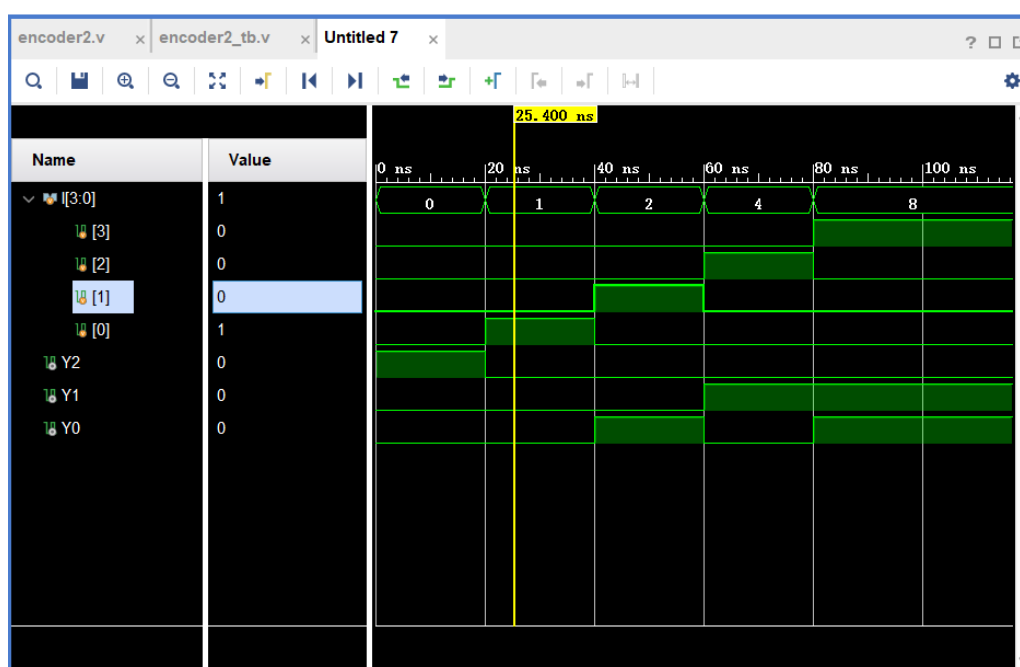 encoder2.v × encoder2_tb.v × Untitled 7 ×
?
25.400 ns
Name Value
0 ns 20 ns 40 ns 60 ns 80 ns 100 ns
I[3:0] 1 0 1 2 4 8
[3] 0
[2] 0
[1] 0
[0] 1
Y2 0
Y1 0
Y0 0